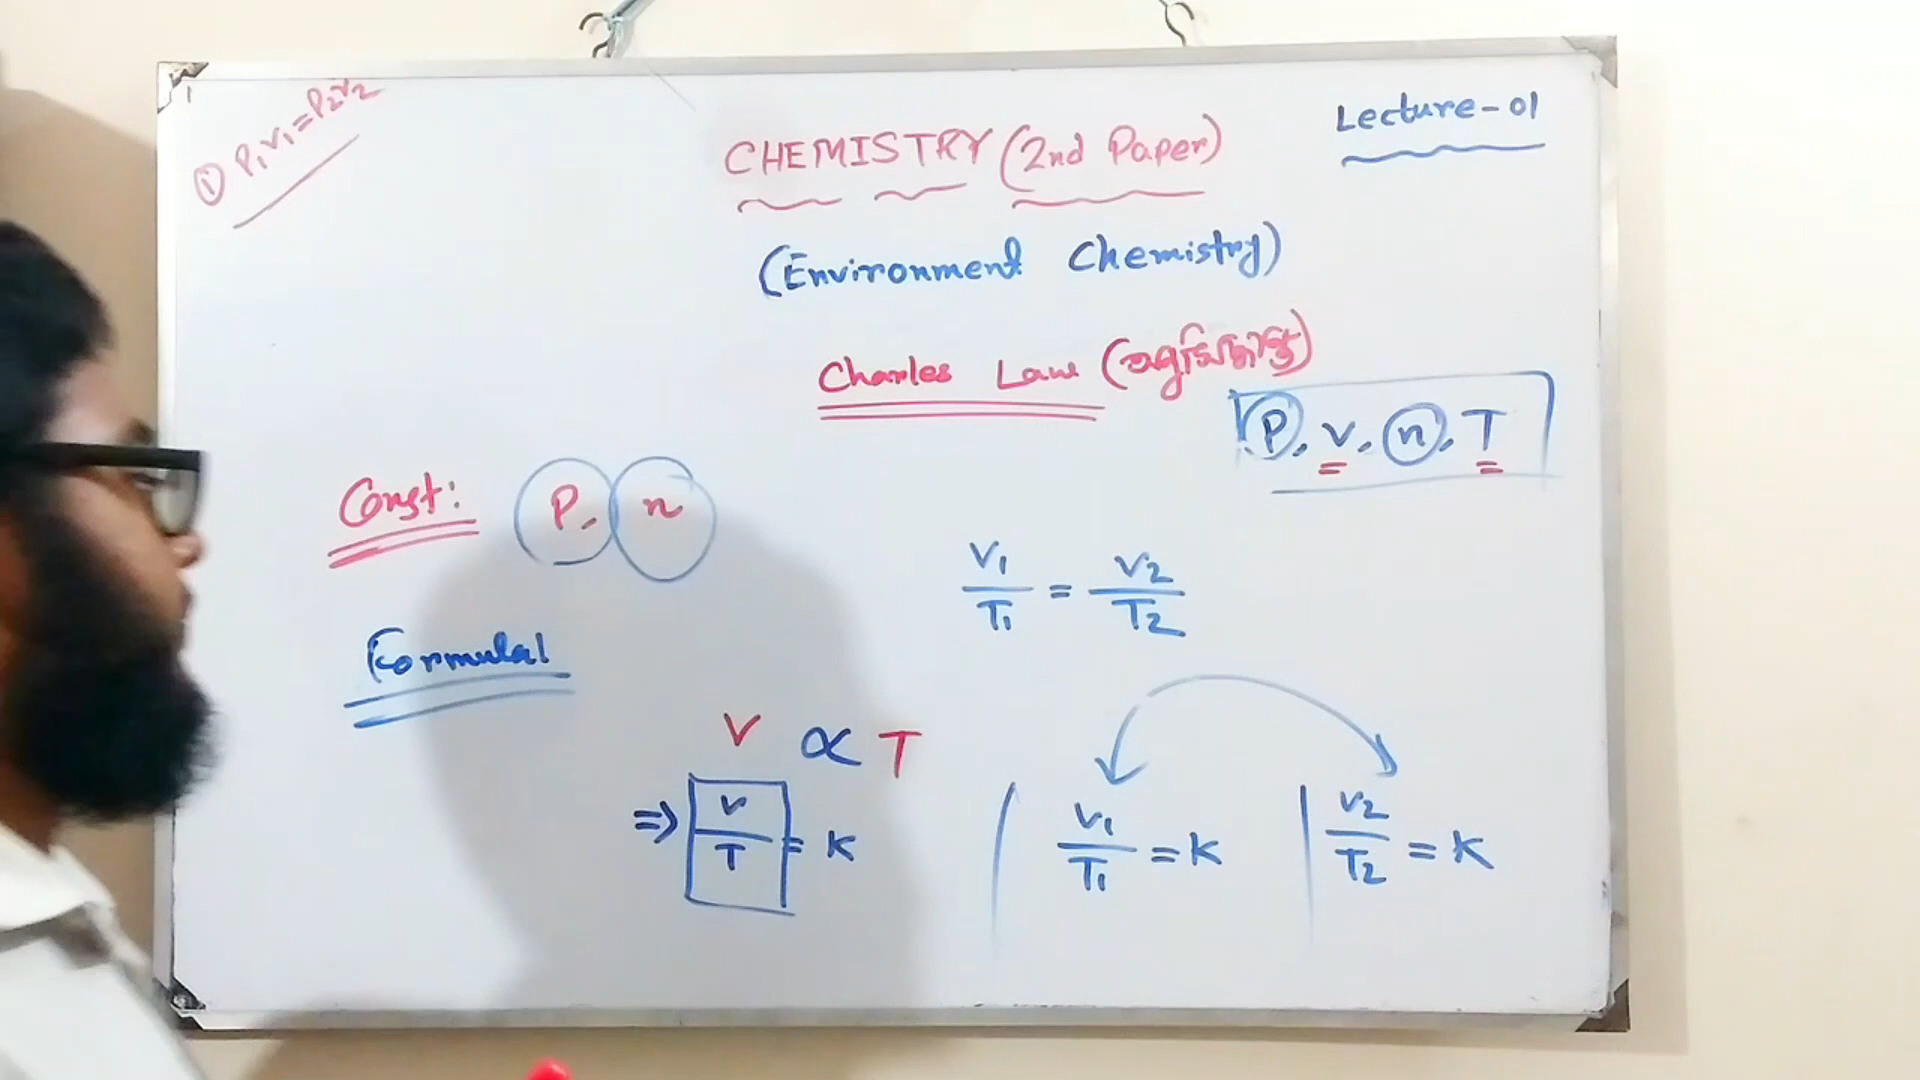 ① P₁V₁ = P₂V₂
Lecture-01
CHEMISTRY (2nd Paper)
(Environment Chemistry)
Charles Law
P, V, n, T
Const: P, n
V₁/T₁ = V₂/T₂
Formula
V ∝ T
⇒ V/T = K | V₁/T₁ = K | V₂/T₂ = K